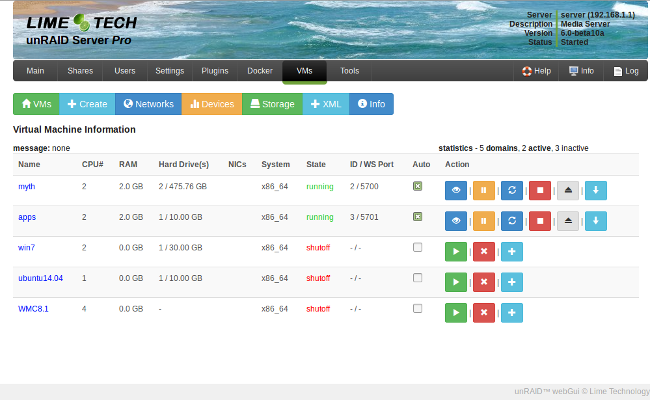 LIME TECH
unRAID Server Pro
Server server (192.168.1.1)
Description Media Server
Version 6.0-beta10a
Status Started
Main Shares Users Settings Plugins Docker VMs Tools Help Info Log
VMs Create Networks Devices Storage XML Info
Virtual Machine Information
message: none statistics - 5 domains, 2 active, 3 inactive
Name CPU# RAM Hard Drive(s) NICs System State ID / WS Port Auto Action
myth 2 2.0 GB 2 / 475.76 GB x86_64 running 2 / 5700
apps 2 2.0 GB 1 / 10.00 GB x86_64 running 3 / 5701
win7 2 0.0 GB 1 / 30.00 GB x86_64 shutoff - / -
ubuntu14.04 1 0.0 GB 1 / 10.00 GB x86_64 shutoff - / -
WMC8.1 4 0.0 GB - x86_64 shutoff - / -
unRAID™ webGui © Lime Technology